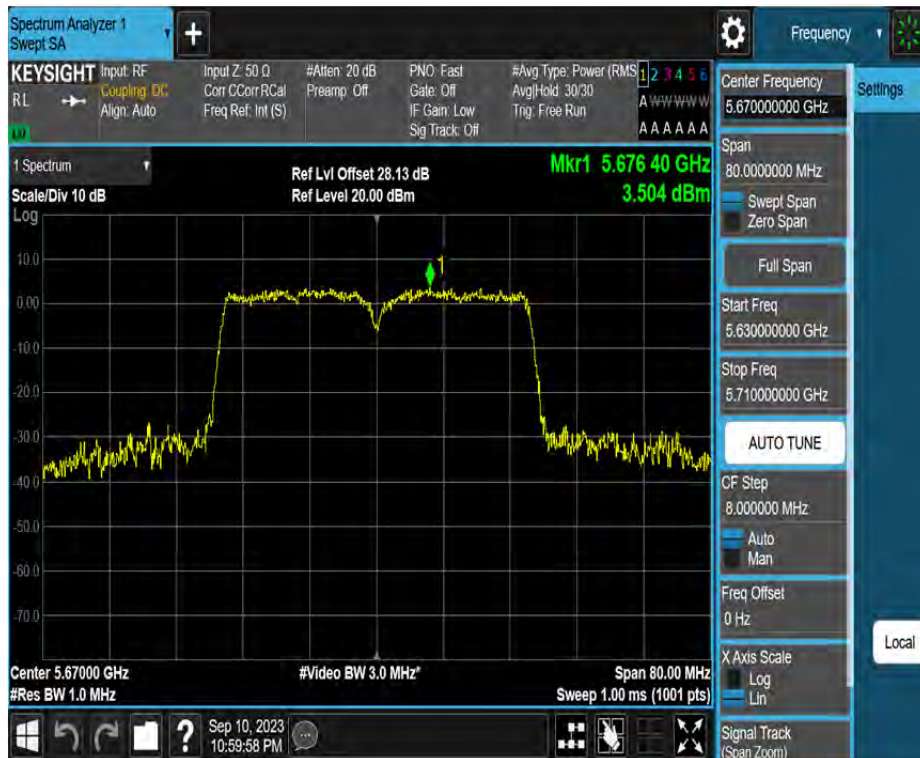 Spectrum Analyzer 1
Swept SA
+
Frequency
KEYSIGHT
RL
Input: RF
Coupling: DC
Align: Auto
Input Z: 50 Ω
Corr CCorr RCal
Freq Ref: Int (S)
#Atten: 20 dB
Preamp: Off
PNO: Fast
Gate: Off
IF Gain: Low
Sig Track: Off
#Avg Type: Power (RMS
Avg|Hold: 30/30
Trig: Free Run
1 2 3 4 5 6
A W W W W W
A A A A A A
1 Spectrum
Scale/Div 10 dB
Ref Lvl Offset 28.13 dB
Ref Level 20.00 dBm
Mkr1 5.676 40 GHz
3.504 dBm
Log
10.0
0.00
-10.0
-20.0
-30.0
-40.0
-50.0
-60.0
-70.0
1
Center 5.67000 GHz
#Video BW 3.0 MHz*
Span 80.00 MHz
#Res BW 1.0 MHz
Sweep 1.00 ms (1001 pts)
?
Sep 10, 2023
10:59:58 PM
Center Frequency
5.670000000 GHz
Settings
Span
80.0000000 MHz
Swept Span
Zero Span
Full Span
Start Freq
5.630000000 GHz
Stop Freq
5.710000000 GHz
AUTO TUNE
CF Step
8.000000 MHz
Auto
Man
Freq Offset
0 Hz
X Axis Scale
Log
Lin
Local
Signal Track
(Span Zoom)